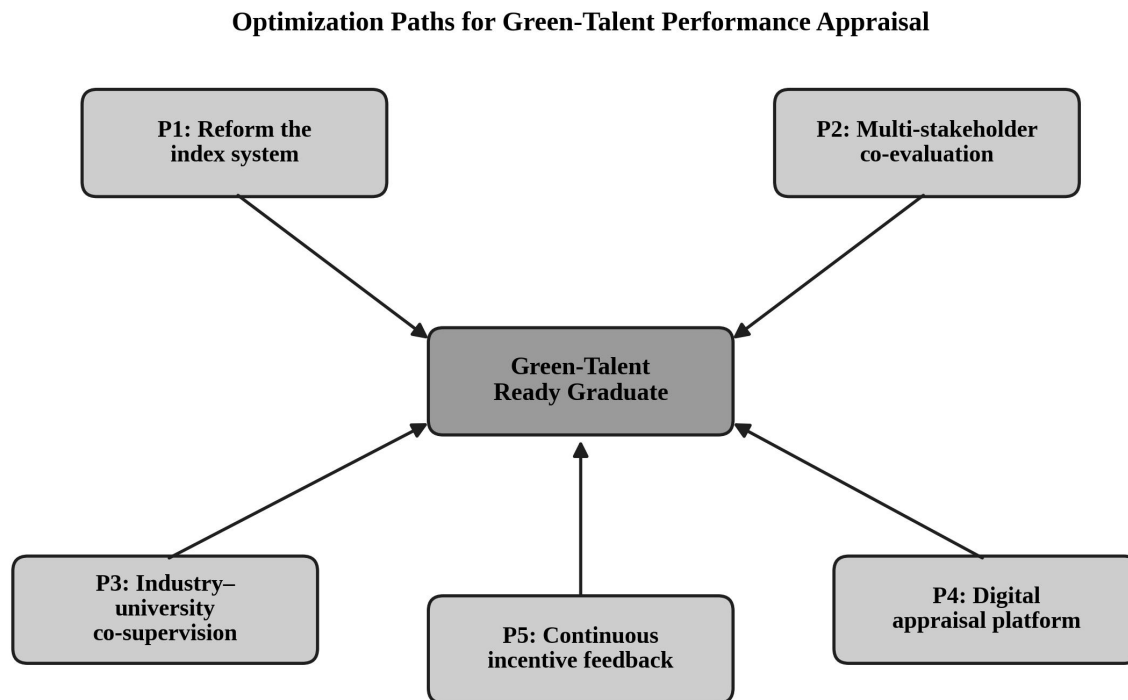 Optimization Paths for Green-Talent Performance Appraisal
P1: Reform the
index system
P2: Multi-stakeholder
co-evaluation
Green-Talent
Ready Graduate
P3: Industry–
university
co-supervision
P5: Continuous
incentive feedback
P4: Digital
appraisal platform